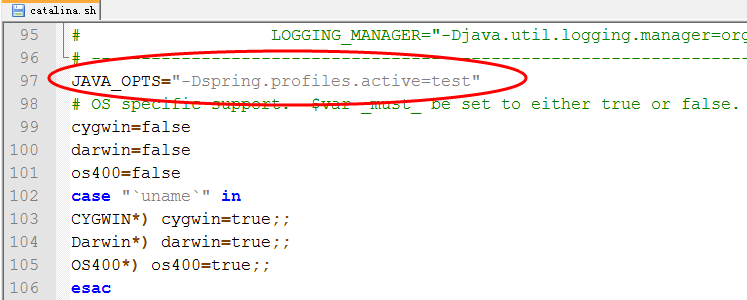 catalina.sh
95 # LOGGING_MANAGER="-Djava.util.logging.manager=org
96 # ---------------------------------------------------------------
97 JAVA_OPTS="-Dspring.profiles.active=test"
98 # OS specific support. $var _must_ be set to either true or false.
99 cygwin=false
100 darwin=false
101 os400=false
102 case "`uname`" in
103 CYGWIN*) cygwin=true;;
104 Darwin*) darwin=true;;
105 OS400*) os400=true;;
106 esac